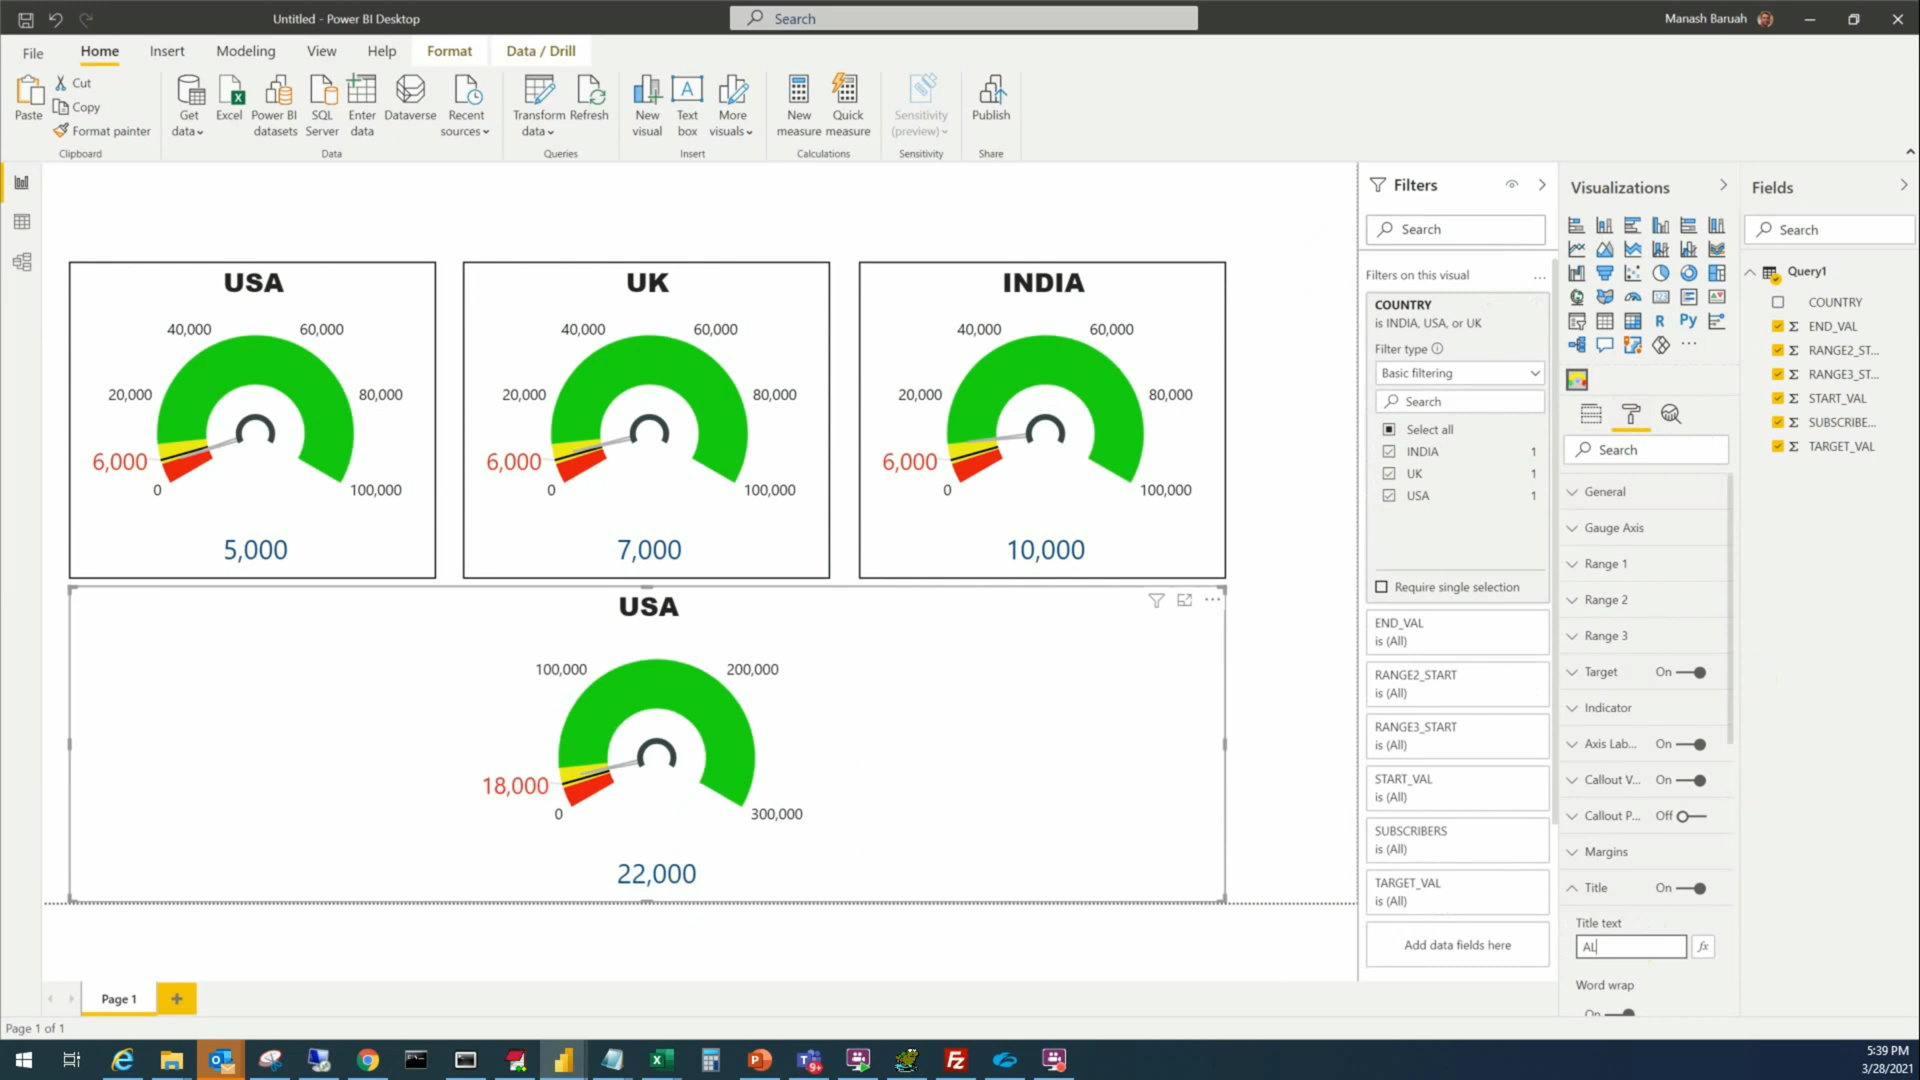 Untitled - Power BI Desktop
Search
Manash Baruah
File
Home
Insert
Modeling
View
Help
Format
Data / Drill
Paste
Cut
Copy
Format painter
Clipboard
Get data
Excel
Power BI datasets
SQL Server
Enter data
Dataverse
Recent sources
Data
Transform data
Refresh
Queries
New visual
Text box
More visuals
Insert
New measure
Quick measure
Calculations
Sensitivity (preview)
Sensitivity
Publish
Share
USA
40,000
60,000
20,000
80,000
6,000
0
100,000
5,000
UK
40,000
60,000
20,000
80,000
6,000
0
100,000
7,000
INDIA
40,000
60,000
20,000
80,000
6,000
0
100,000
10,000
USA
100,000
200,000
18,000
0
300,000
22,000
Filters
Search
Filters on this visual
COUNTRY
is INDIA, USA, or UK
Filter type
Basic filtering
Search
Select all
INDIA 1
UK 1
USA 1
Require single selection
END_VAL
is (All)
RANGE2_START
is (All)
RANGE3_START
is (All)
START_VAL
is (All)
SUBSCRIBERS
is (All)
TARGET_VAL
is (All)
Add data fields here
Visualizations
R
Py
Search
General
Gauge Axis
Range 1
Range 2
Range 3
Target On
Indicator
Axis Lab... On
Callout V... On
Callout P... Off
Margins
Title On
Title text
AL
fx
Word wrap
On
Fields
Search
Query1
COUNTRY
END_VAL
RANGE2_ST...
RANGE3_ST...
START_VAL
SUBSCRIBE...
TARGET_VAL
Page 1
Page 1 of 1
5:39 PM
3/28/2021